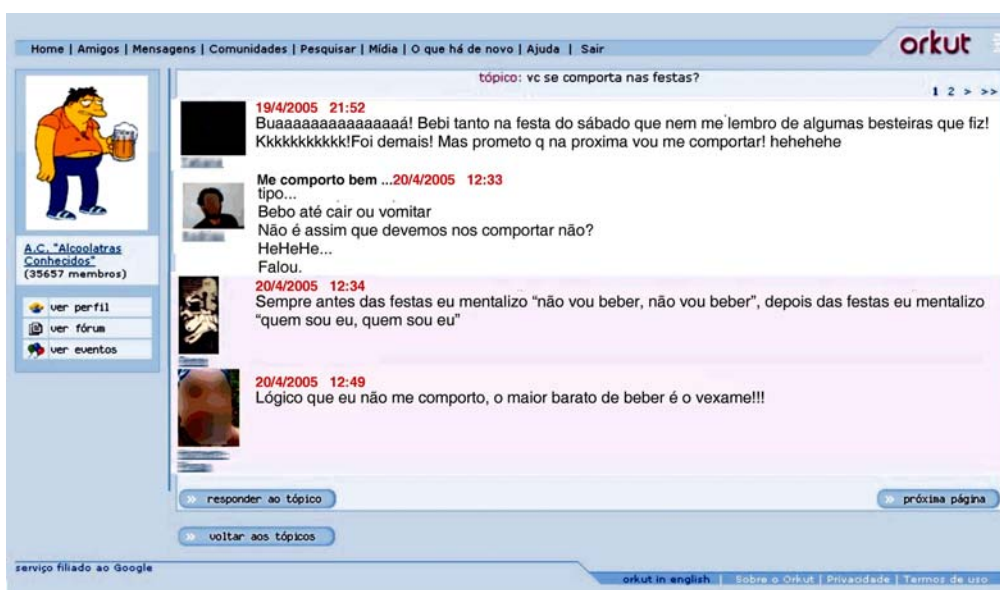 Home | Amigos | Mensagens | Comunidades | Pesquisar | Mídia | O que há de novo | Ajuda | Sair
orkut
tópico: vc se comporta nas festas?
1 2 > >>
19/4/2005 21:52
Buaaaaaaaaaaaaaaá! Bebi tanto na festa do sábado que nem me lembro de algumas besteiras que fiz!
Kkkkkkkkkkk!Foi demais! Mas prometo q na proxima vou me comportar! hehehehe
Me comporto bem ...20/4/2005 12:33
tipo...
Bebo até cair ou vomitar
Não é assim que devemos nos comportar não?
HeHeHe...
Falou.
20/4/2005 12:34
Sempre antes das festas eu mentalizo “não vou beber, não vou beber”, depois das festas eu mentalizo
“quem sou eu, quem sou eu”
20/4/2005 12:49
Lógico que eu não me comporto, o maior barato de beber é o vexame!!!
A.C. "Alcoolatras
Conhecidos"
(35657 membros)
ver perfil
ver fórum
ver eventos
responder ao tópico
próxima página
voltar aos tópicos
serviço filiado ao Google
orkut in english | Sobre o Orkut | Privacidade | Termos de uso